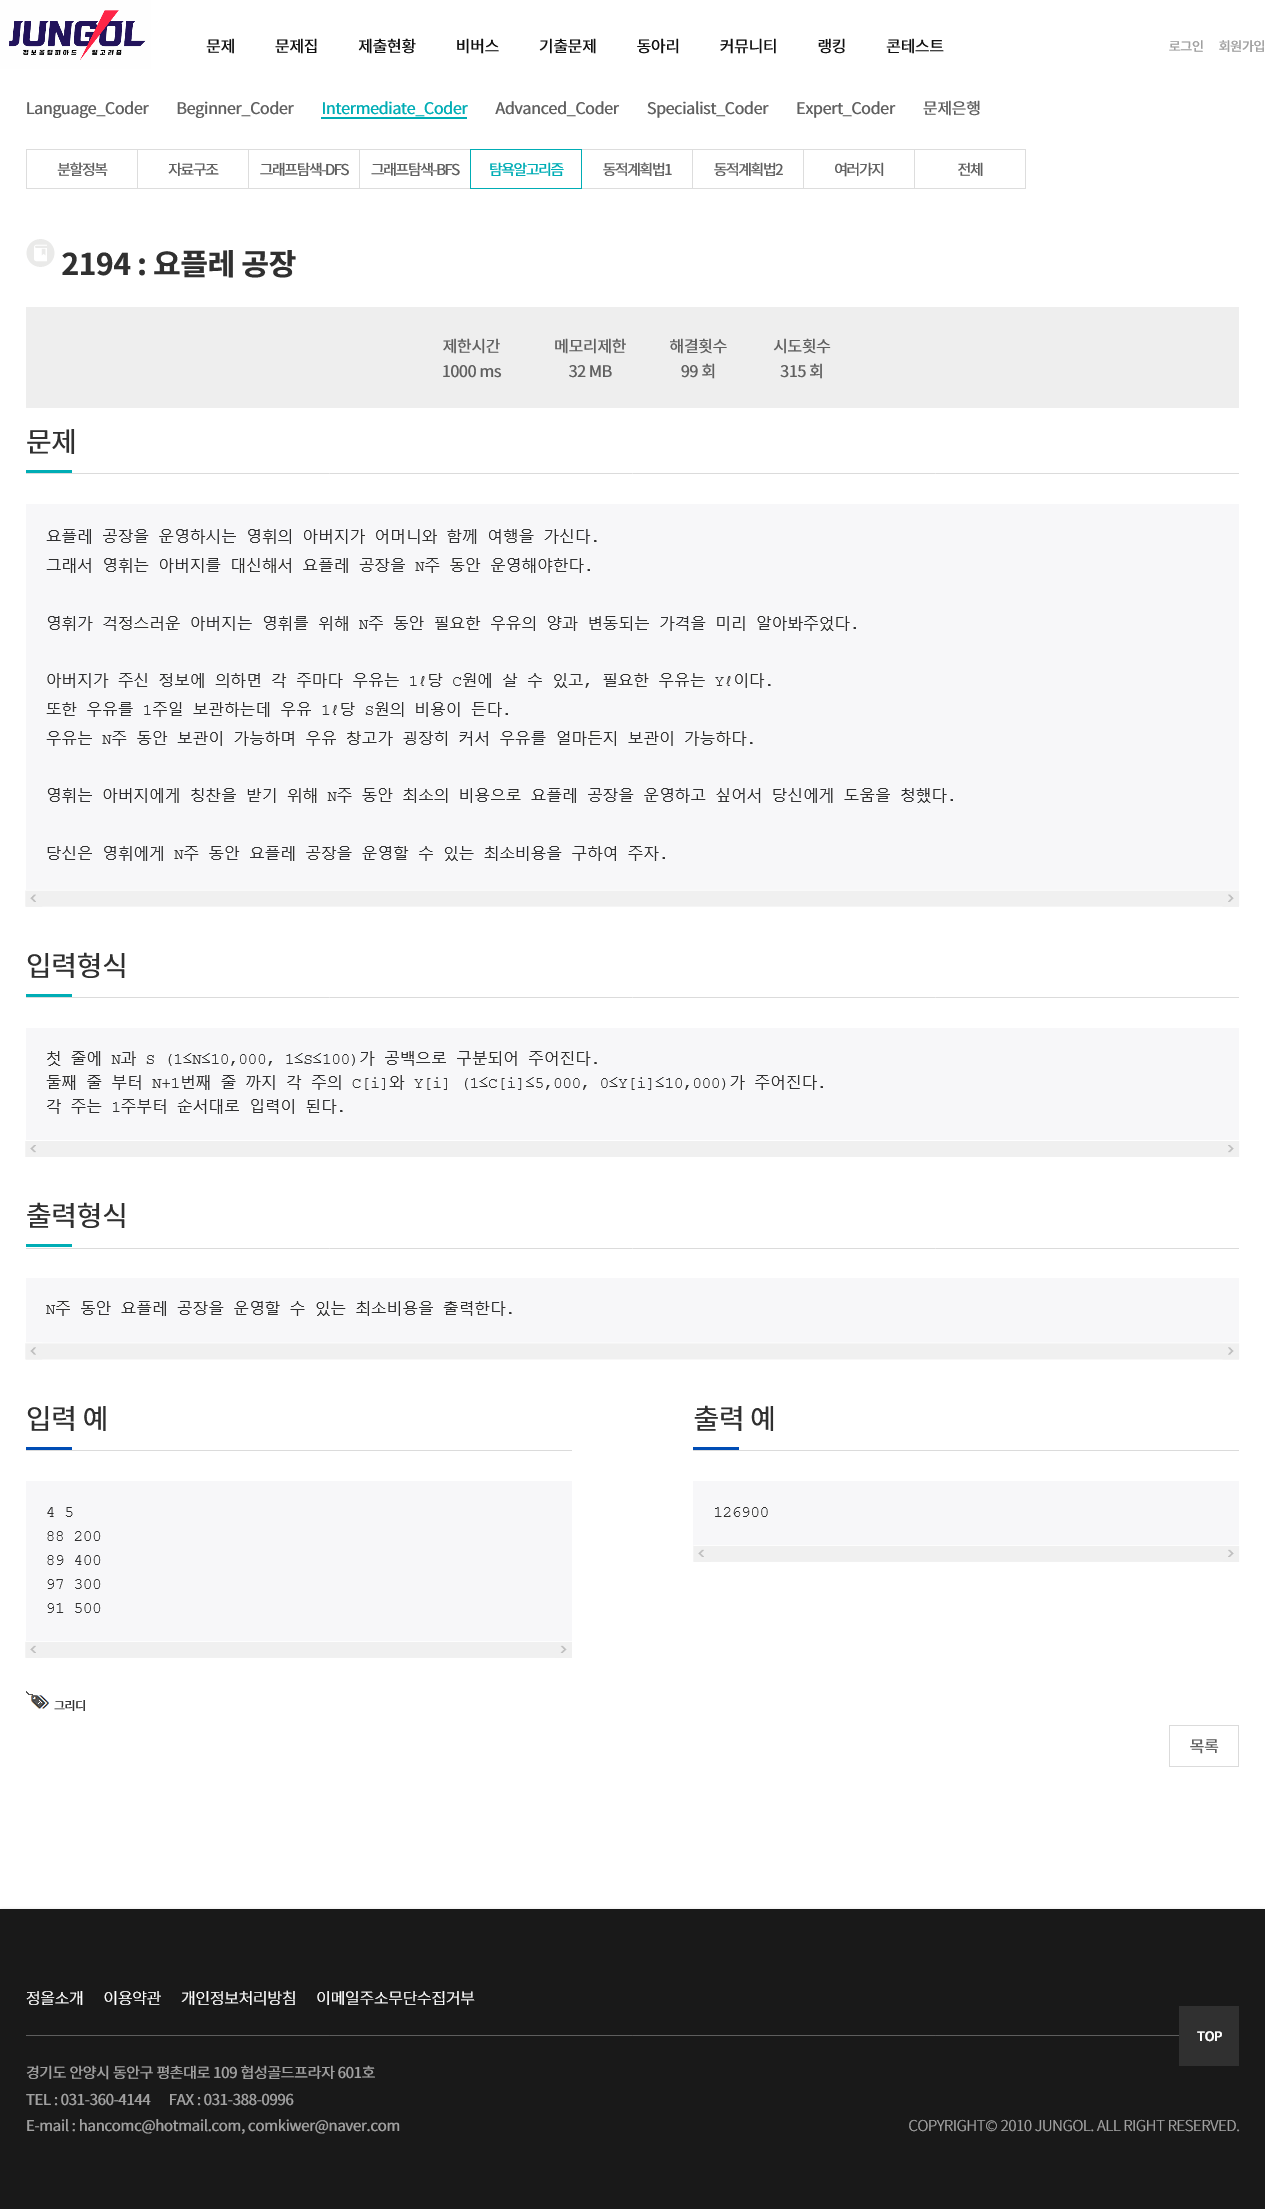 JUNGOL
정보올림피아드 알고리즘
문제 문제집 제출현황 비버스 기출문제 동아리 커뮤니티 랭킹 콘테스트 로그인 회원가입
Language_Coder Beginner_Coder Intermediate_Coder Advanced_Coder Specialist_Coder Expert_Coder 문제은행
분할정복 자료구조 그래프탐색-DFS 그래프탐색-BFS 탐욕알고리즘 동적계획법1 동적계획법2 여러가지 전체
2194 : 요플레 공장
제한시간 메모리제한 해결횟수 시도횟수
1000 ms 32 MB 99 회 315 회
문제
요플레 공장을 운영하시는 영휘의 아버지가 어머니와 함께 여행을 가신다.
그래서 영휘는 아버지를 대신해서 요플레 공장을 N주 동안 운영해야한다.
영휘가 걱정스러운 아버지는 영휘를 위해 N주 동안 필요한 우유의 양과 변동되는 가격을 미리 알아봐주었다.
아버지가 주신 정보에 의하면 각 주마다 우유는 1ℓ당 C원에 살 수 있고, 필요한 우유는 Yℓ이다.
또한 우유를 1주일 보관하는데 우유 1ℓ당 S원의 비용이 든다.
우유는 N주 동안 보관이 가능하며 우유 창고가 굉장히 커서 우유를 얼마든지 보관이 가능하다.
영휘는 아버지에게 칭찬을 받기 위해 N주 동안 최소의 비용으로 요플레 공장을 운영하고 싶어서 당신에게 도움을 청했다.
당신은 영휘에게 N주 동안 요플레 공장을 운영할 수 있는 최소비용을 구하여 주자.
입력형식
첫 줄에 N과 S (1≤N≤10,000, 1≤S≤100)가 공백으로 구분되어 주어진다.
둘째 줄 부터 N+1번째 줄 까지 각 주의 C[i]와 Y[i] (1≤C[i]≤5,000, 0≤Y[i]≤10,000)가 주어진다.
각 주는 1주부터 순서대로 입력이 된다.
출력형식
N주 동안 요플레 공장을 운영할 수 있는 최소비용을 출력한다.
입력 예
4 5
88 200
89 400
97 300
91 500
출력 예
126900
그리디
목록
정올소개 이용약관 개인정보처리방침 이메일주소무단수집거부
TOP
경기도 안양시 동안구 평촌대로 109 협성골드프라자 601호
TEL : 031-360-4144 FAX : 031-388-0996
E-mail : hancomc@hotmail.com, comkiwer@naver.com
COPYRIGHT© 2010 JUNGOL. ALL RIGHT RESERVED.